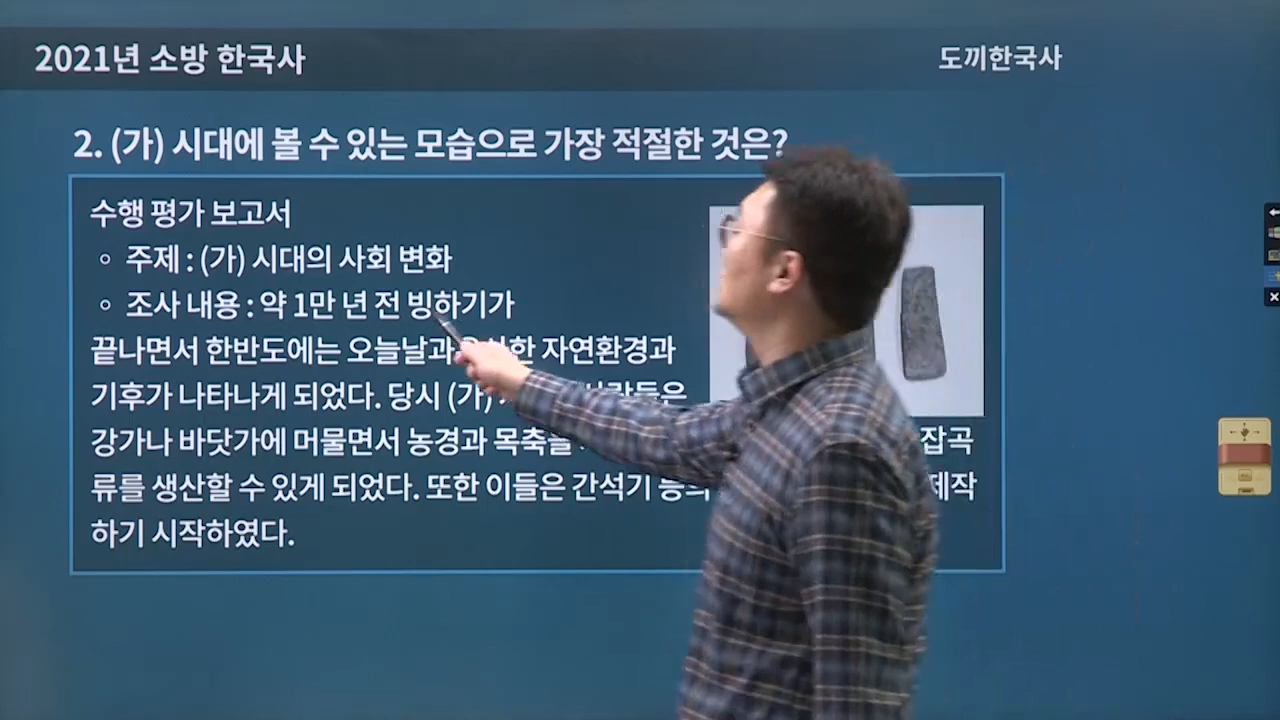 2021년 소방 한국사
도끼한국사
2. (가) 시대에 볼 수 있는 모습으로 가장 적절한 것은?
수행 평가 보고서
○ 주제 : (가) 시대의 사회 변화
○ 조사 내용 : 약 1만 년 전 빙하기가
끝나면서 한반도에는 오늘날과 자연환경과
기후가 나타나게 되었다. 당시 (가)
강가나 바닷가에 머물면서 농경과 목축을 잡곡
류를 생산할 수 있게 되었다. 또한 이들은 간석기 등의 제작
하기 시작하였다.